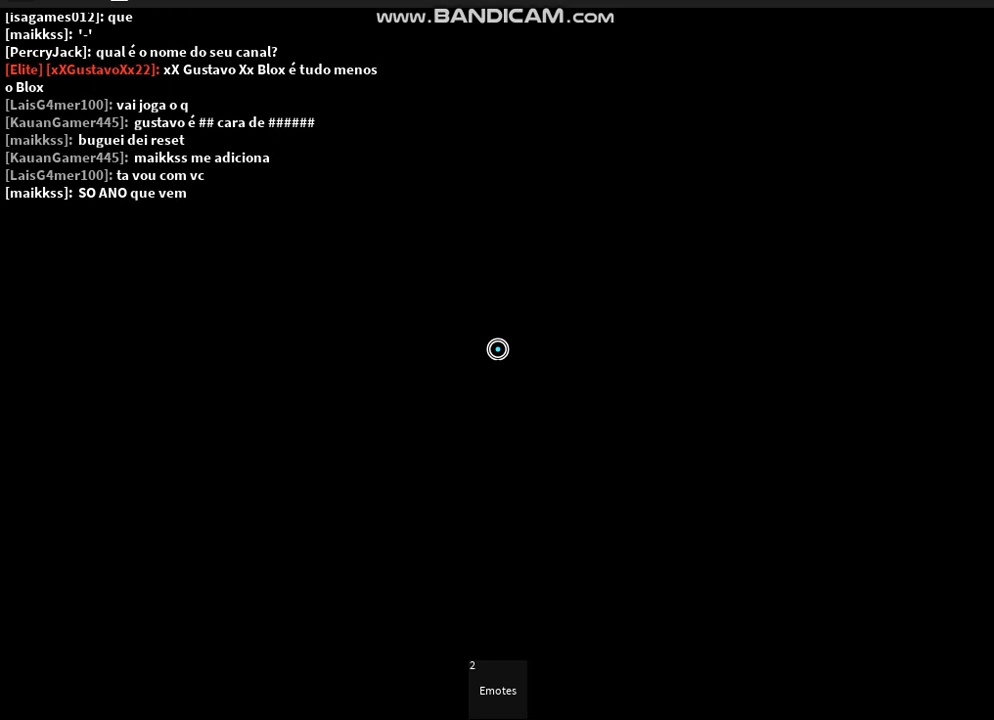 www.BANDICAM.com
[isagames012]: que
[maikkss]: '-'
[PercryJack]: qual é o nome do seu canal?
[Elite] [xXGustavoXx22]: xX Gustavo Xx Blox é tudo menos
o Blox
[LaisG4mer100]: vai joga o q
[KauanGamer445]: gustavo é ## cara de ######
[maikkss]: buguei dei reset
[KauanGamer445]: maikkss me adiciona
[LaisG4mer100]: ta vou com vc
[maikkss]: SO ANO que vem
2
Emotes